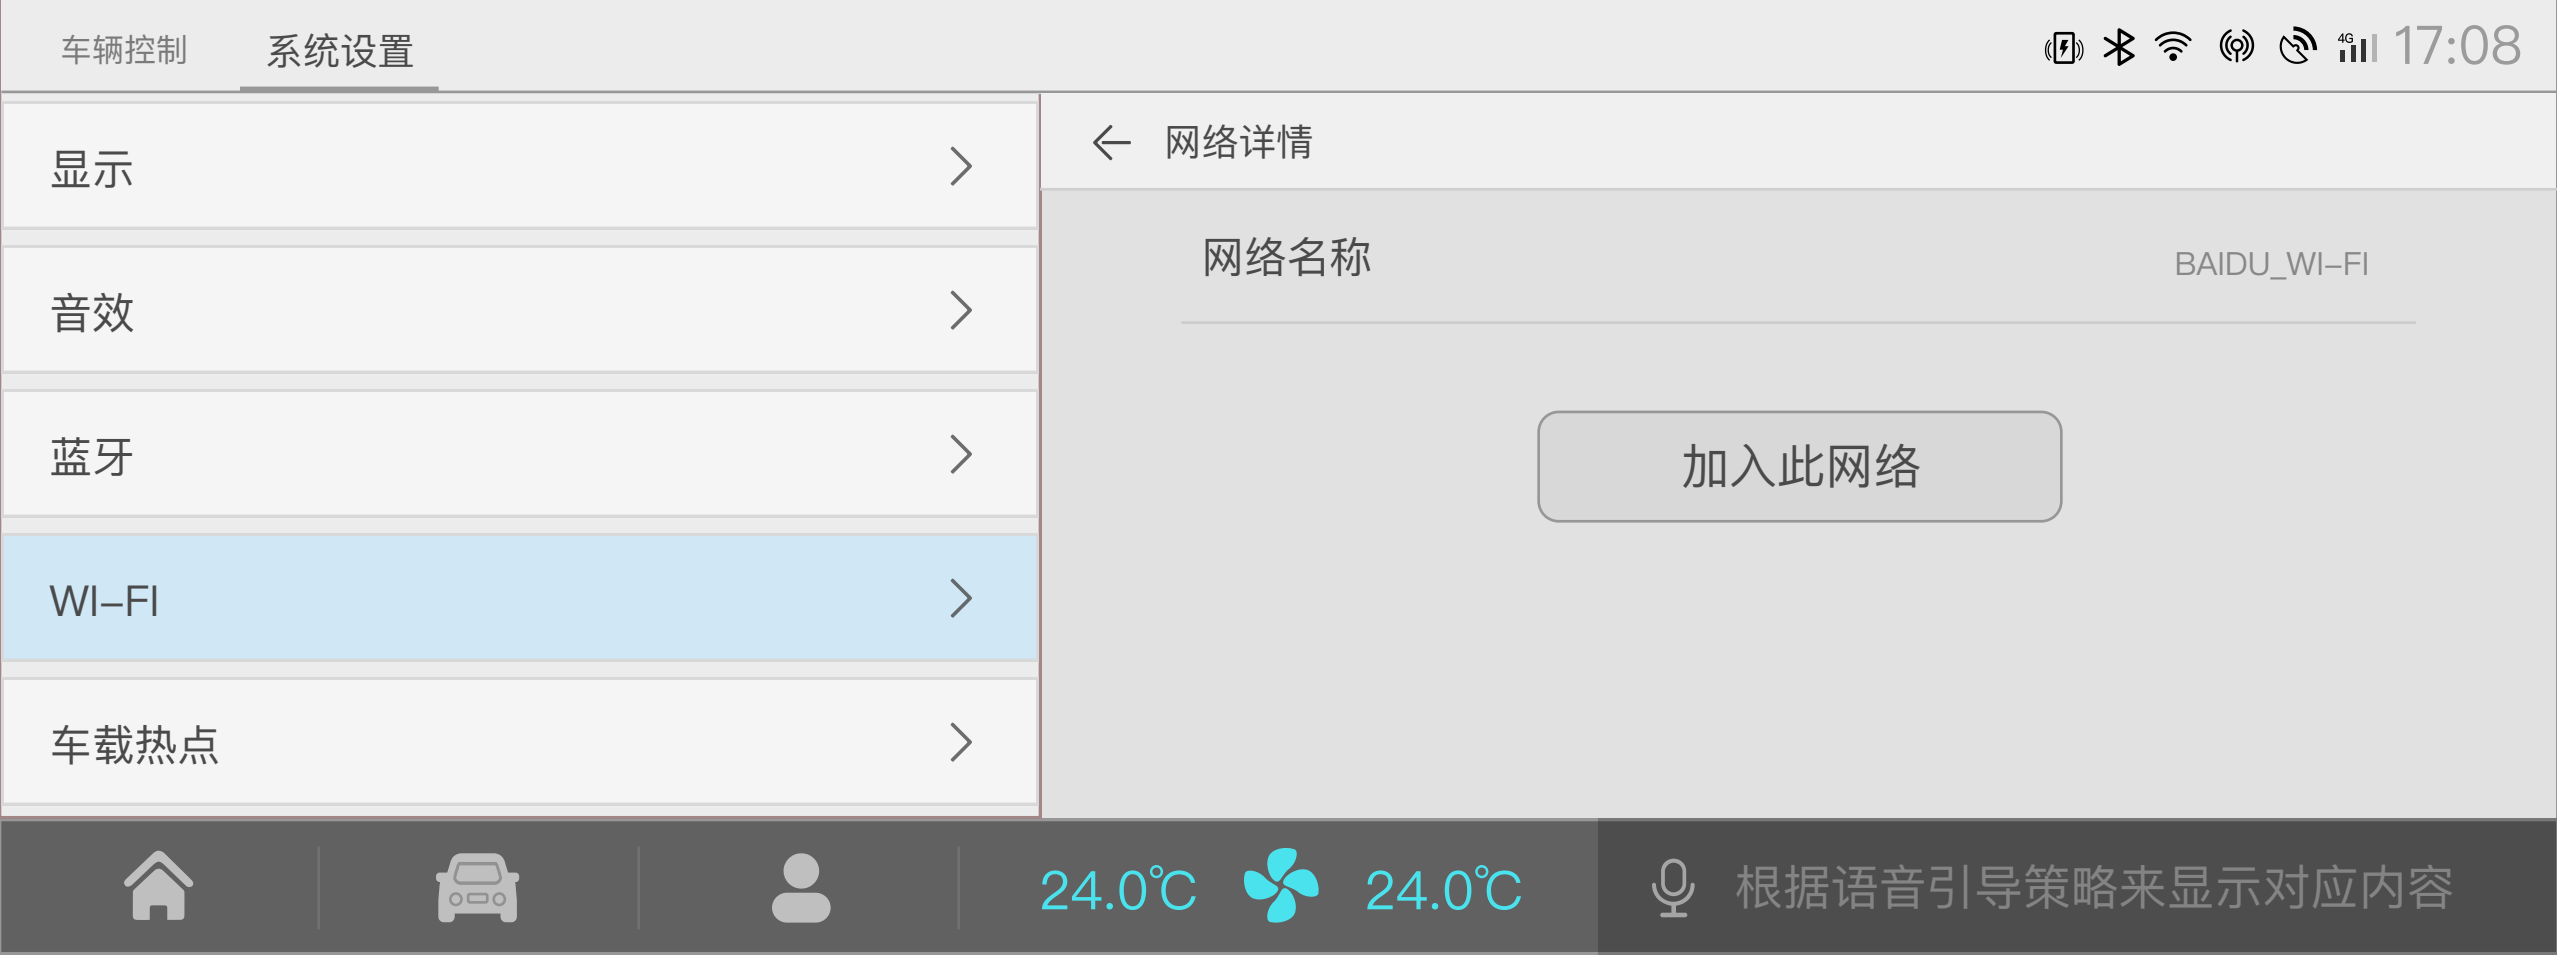 车辆控制 系统设置 4G 17:08
显示
音效
蓝牙
WI-FI
车载热点
网络详情
网络名称 BAIDU_WI-FI
加入此网络
24.0℃ 24.0℃ 根据语音引导策略来显示对应内容